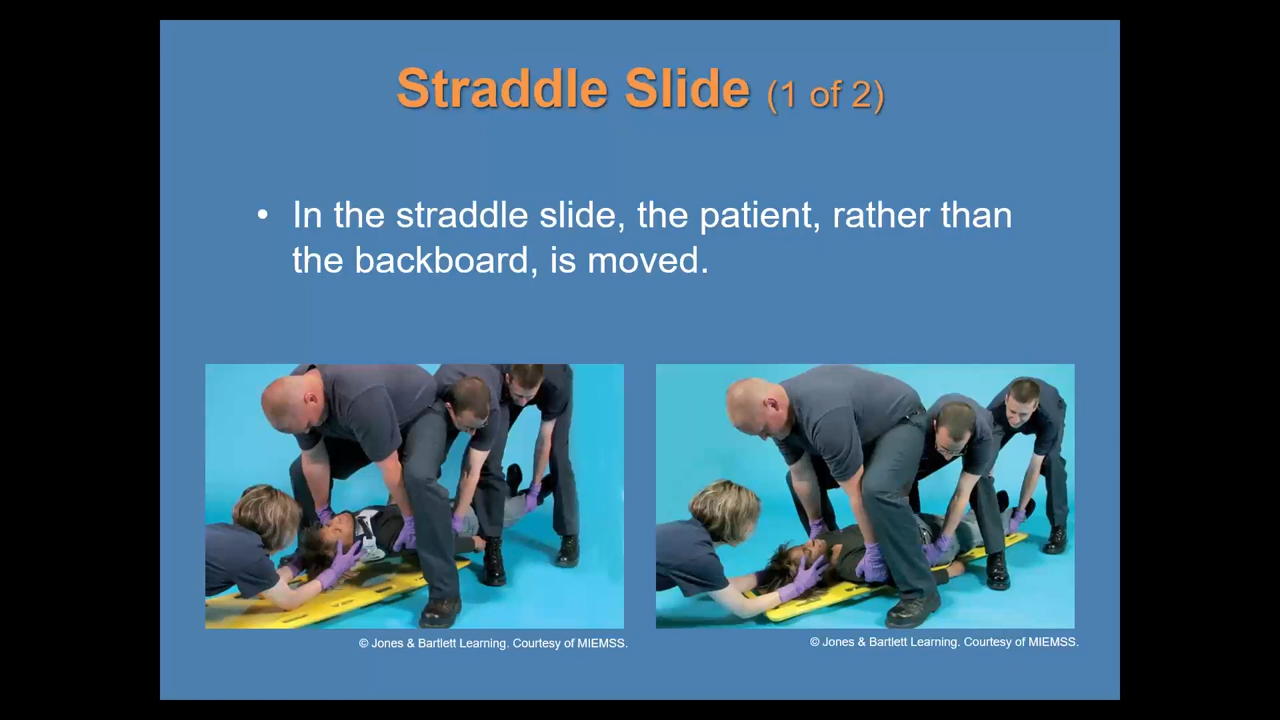 Straddle Slide (1 of 2)
• In the straddle slide, the patient, rather than
the backboard, is moved.
© Jones & Bartlett Learning. Courtesy of MIEMSS.
© Jones & Bartlett Learning. Courtesy of MIEMSS.